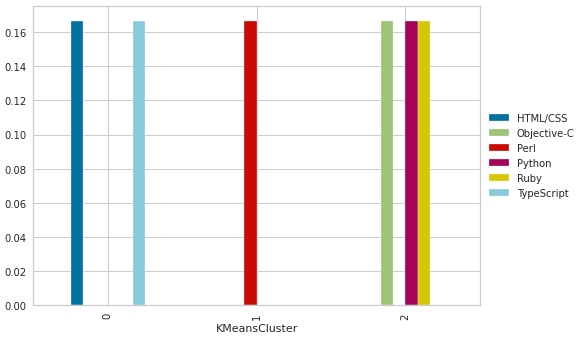 0.16
0.14
0.12
0.10
0.08
0.06
0.04
0.02
0.00
0
1
2
KMeansCluster
HTML/CSS
Objective-C
Perl
Python
Ruby
TypeScript